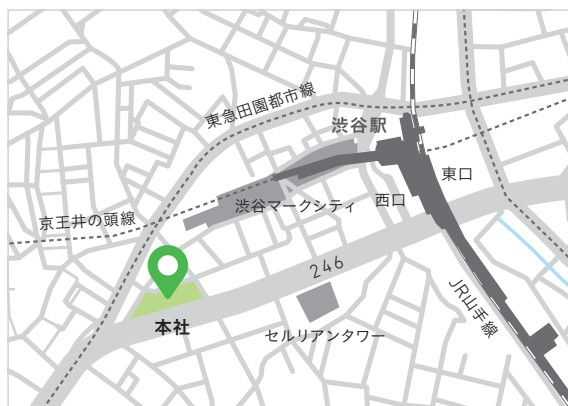 東急田園都市線
渋谷駅
東口
西口
渋谷マークシティ
京王井の頭線
246
JR山手線
本社
セルリアンタワー